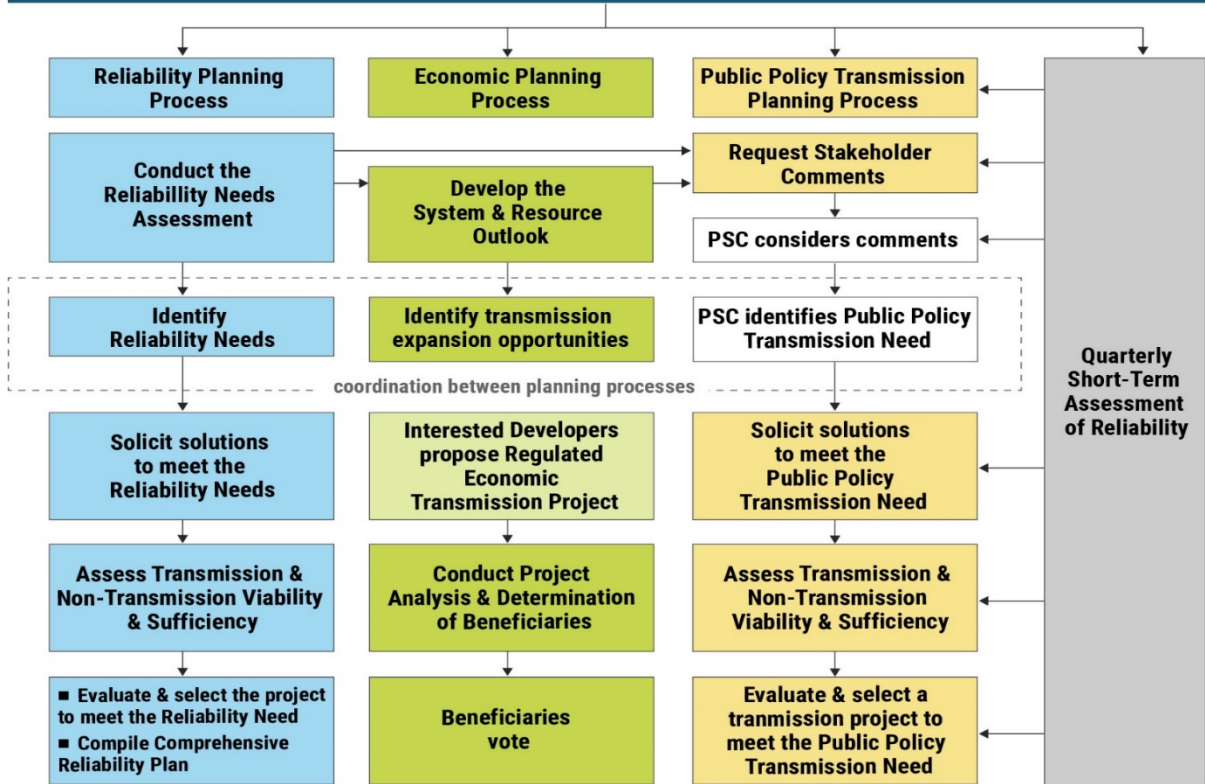 Reliability Planning
Process
Economic Planning
Process
Public Policy Transmission
Planning Process
Conduct the
Reliability Needs
Assessment
Develop the
System & Resource
Outlook
Request Stakeholder
Comments
PSC considers comments
Identify
Reliability Needs
Identify transmission
expansion opportunities
PSC identifies Public Policy
Transmission Need
coordination between planning processes
Quarterly
Short-Term
Assessment
of Reliability
Solicit solutions
to meet the
Reliability Needs
Interested Developers
propose Regulated
Economic
Transmission Project
Solicit solutions
to meet the
Public Policy
Transmission Need
Assess Transmission &
Non-Transmission Viability
& Sufficiency
Conduct Project
Analysis & Determination
of Beneficiaries
Assess Transmission &
Non-Transmission
Viability & Sufficiency
■ Evaluate & select the project
to meet the Reliability Need
■ Compile Comprehensive
Reliability Plan
Beneficiaries
vote
Evaluate & select a
tranmission project to
meet the Public Policy
Transmission Need